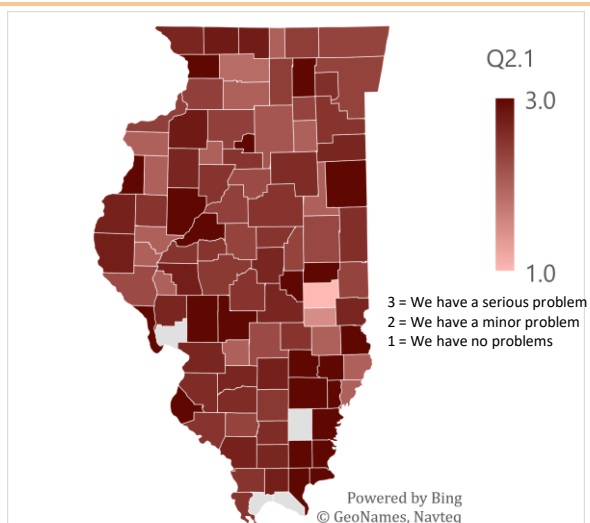 Q2.1
3.0
1.0
3 = We have a serious problem
2 = We have a minor problem
1 = We have no problems
Powered by Bing
© GeoNames, Navteq